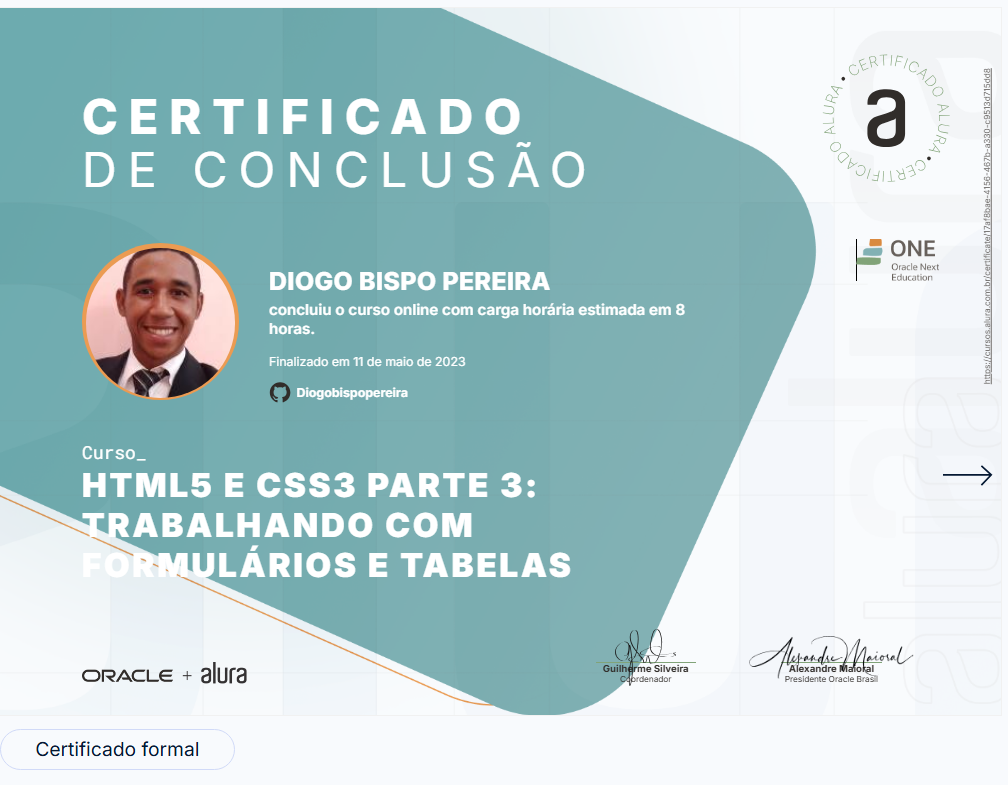 CERTIFICADO
DE CONCLUSÃO
CERTIFICADO ALURA • CERTIFICADO ALURA •
a
https://cursos.alura.com.br/certificate/17af8bae-4156-467b-a330-c9513d715dd8
ONE
Oracle Next
Education
DIOGO BISPO PEREIRA
concluiu o curso online com carga horária estimada em 8
horas.
Finalizado em 11 de maio de 2023
Diogobispopereira
Curso_
HTML5 E CSS3 PARTE 3:
TRABALHANDO COM
FORMULÁRIOS E TABELAS
alura
ORACLE + alura
Guilherme Silveira
Coordenador
Alexandre Maioral
Alexandre Maioral
Presidente Oracle Brasil
Certificado formal